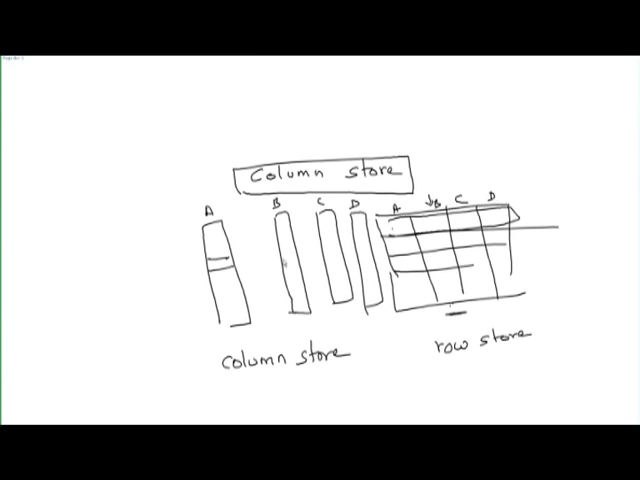 Column store
A B C D A B C D
column store
row store